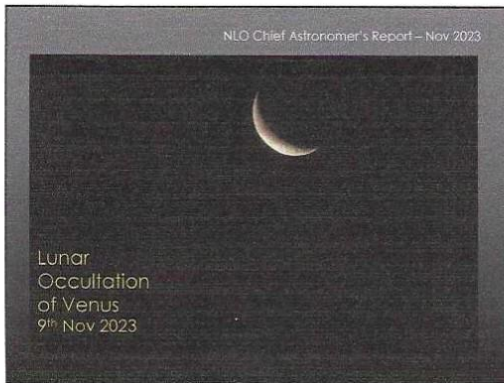 NLO Chief Astronomer's Report – Nov 2023
Lunar
Occultation
of Venus
9th Nov 2023